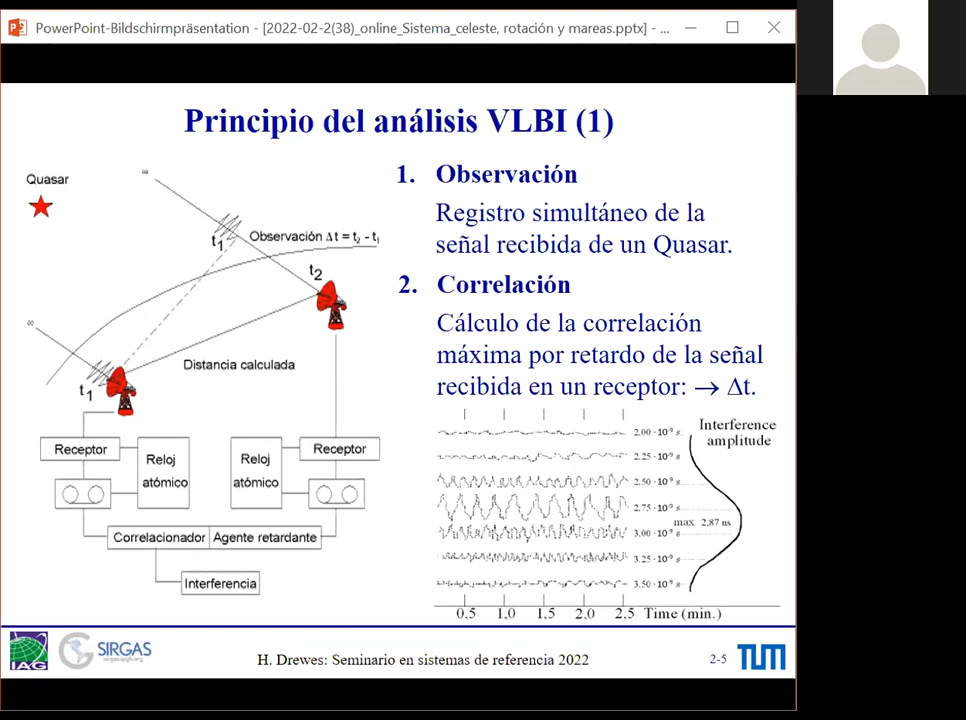 PowerPoint-Bildschirmpräsentation - [2022-02-2(38)_online_Sistema_celeste, rotación y mareas.pptx] - ...
Principio del análisis VLBI (1)
Quasar
∞
t1
Observación Δt = t2 - t1
t2
∞
t1
Distancia calculada
Receptor
Reloj
atómico
Reloj
atómico
Receptor
Correlacionador
Agente retardante
Interferencia
1. Observación
Registro simultáneo de la
señal recibida de un Quasar.
2. Correlación
Cálculo de la correlación
máxima por retardo de la señal
recibida en un receptor: → Δt.
Interference
amplitude
2,00 · 10⁻⁹ s
2,25 · 10⁻⁹ s
2,50 · 10⁻⁹ s
2,75 · 10⁻⁹ s
max. 2,87 ns
3,00 · 10⁻⁹ s
3,25 · 10⁻⁹ s
3,50 · 10⁻⁹ s
0,5 1,0 1,5 2,0 2,5 Time (min.)
IAG
SIRGAS
H. Drewes: Seminario en sistemas de referencia 2022
2-5
TUM